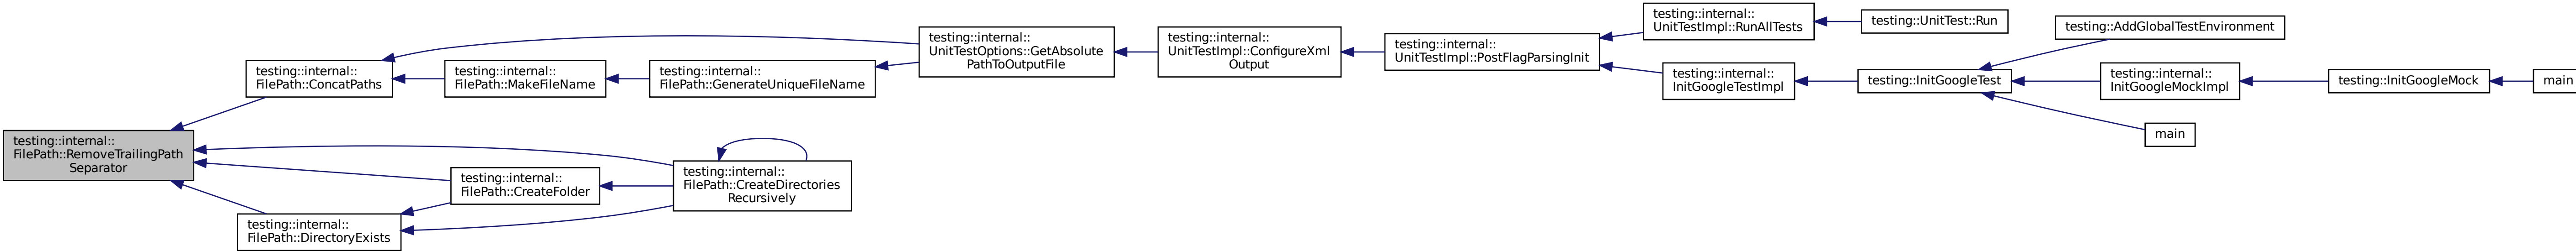 testing::internal::
FilePath::RemoveTrailingPath
Separator
testing::internal::
FilePath::ConcatPaths
testing::internal::
FilePath::MakeFileName
testing::internal::
FilePath::GenerateUniqueFileName
testing::internal::
UnitTestOptions::GetAbsolute
PathToOutputFile
testing::internal::
UnitTestImpl::ConfigureXml
Output
testing::internal::
UnitTestImpl::PostFlagParsingInit
testing::internal::
UnitTestImpl::RunAllTests
testing::UnitTest::Run
testing::internal::
InitGoogleTestImpl
testing::InitGoogleTest
testing::AddGlobalTestEnvironment
testing::internal::
InitGoogleMockImpl
testing::InitGoogleMock
main
main
testing::internal::
FilePath::CreateDirectories
Recursively
testing::internal::
FilePath::CreateFolder
testing::internal::
FilePath::DirectoryExists